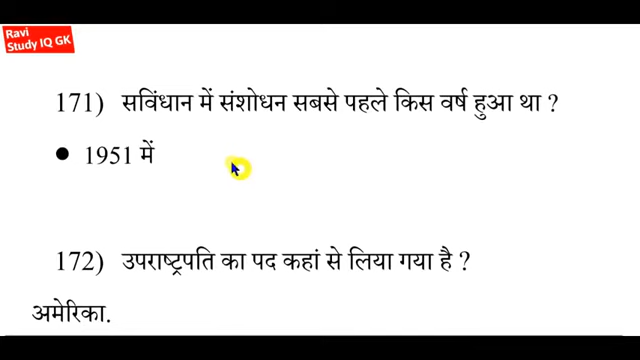 Ravi
Study IQ GK
171) सविंधान में संशोधन सबसे पहले किस वर्ष हुआ था ?
● 1951 में
172) उपराष्ट्रपति का पद कहां से लिया गया है ?
अमेरिका.